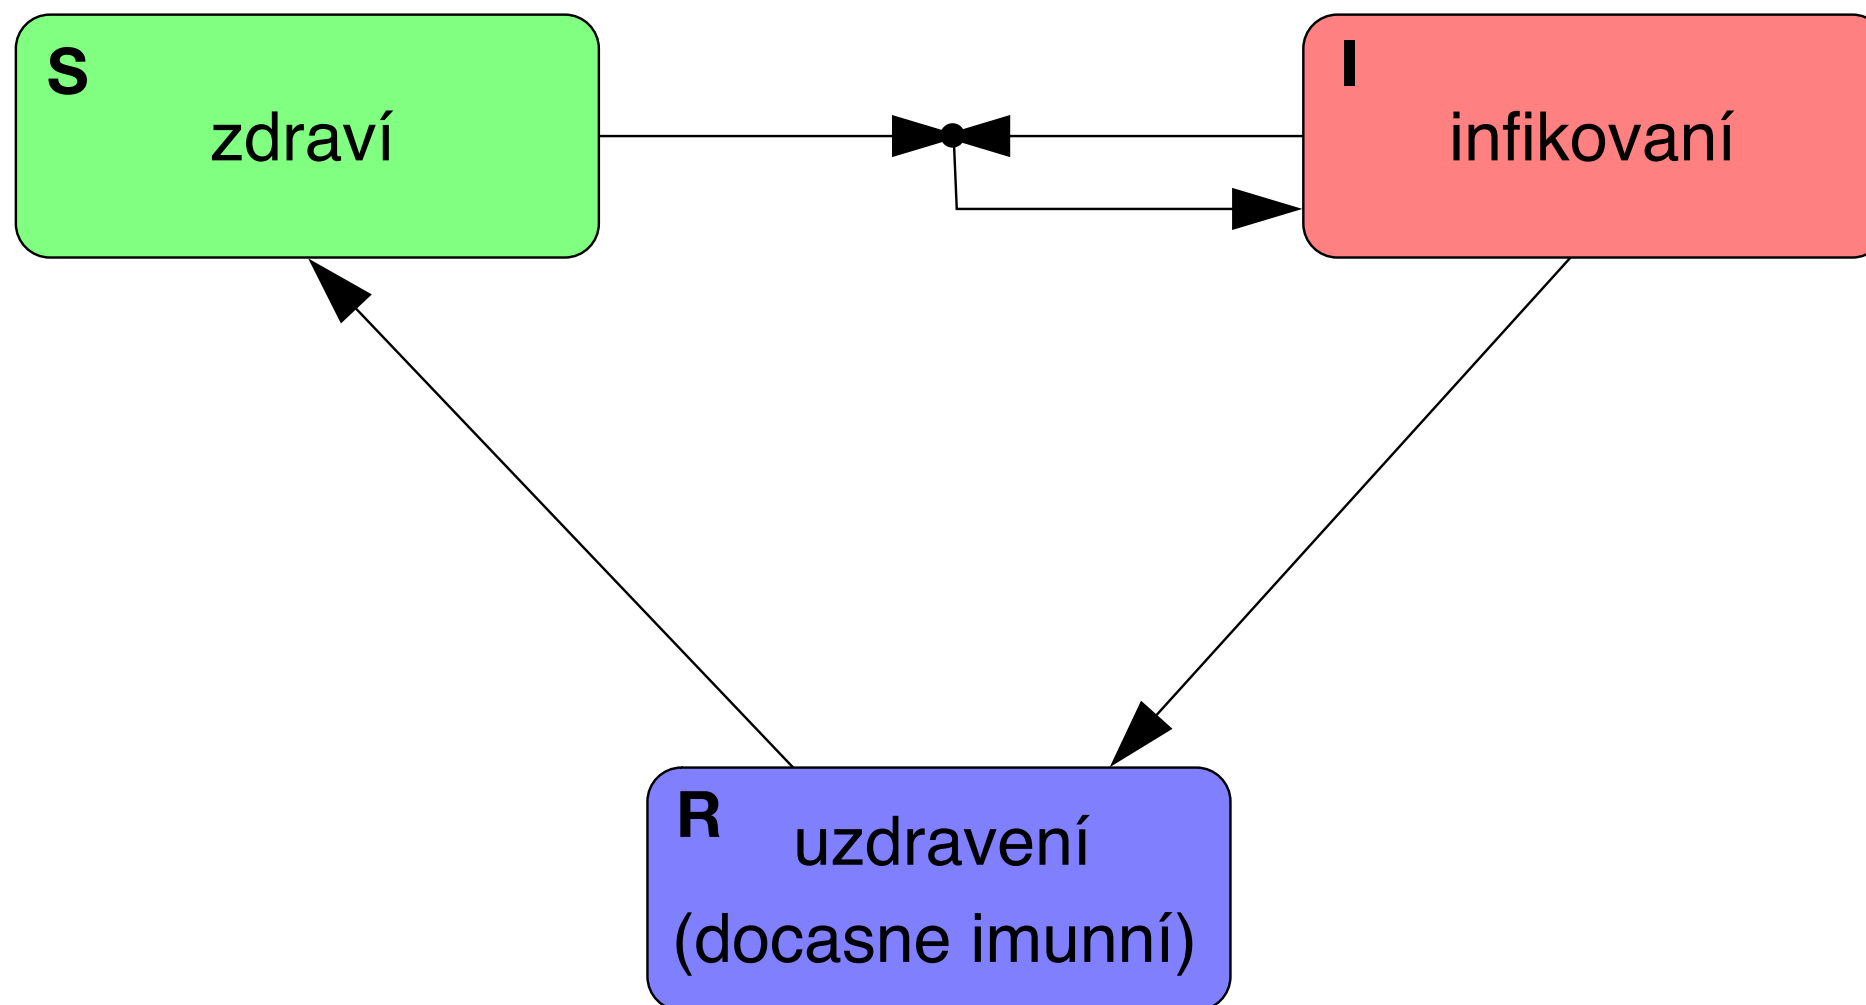 S
zdraví
I
infikovaní
R
uzdravení
(docasne imunní)